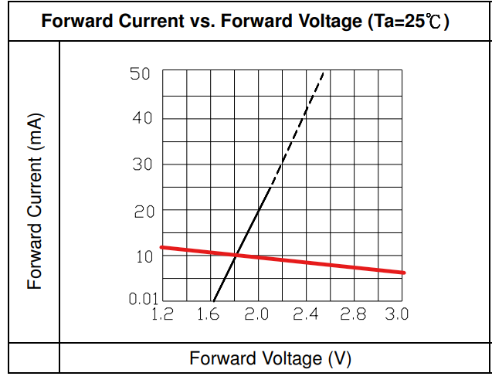 Forward Current vs. Forward Voltage (Ta=25℃)
Forward Current (mA)
50
40
30
20
10
0.01
1.2 1.6 2.0 2.4 2.8 3.0
Forward Voltage (V)